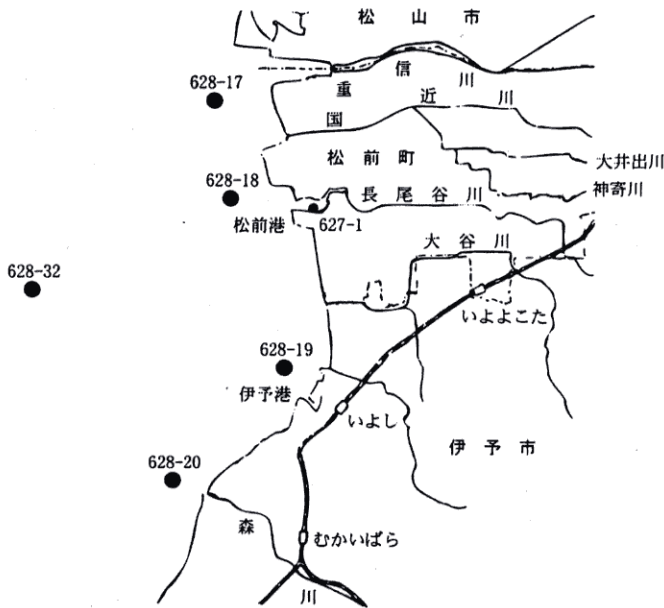 松山市
628-17
重信川
国近川
松前町
大井出川
628-18
長尾谷川
神寄川
松前港
627-1
大谷川
628-32
いよよこた
628-19
伊予港
いよし
伊予市
628-20
森川
むかいばら